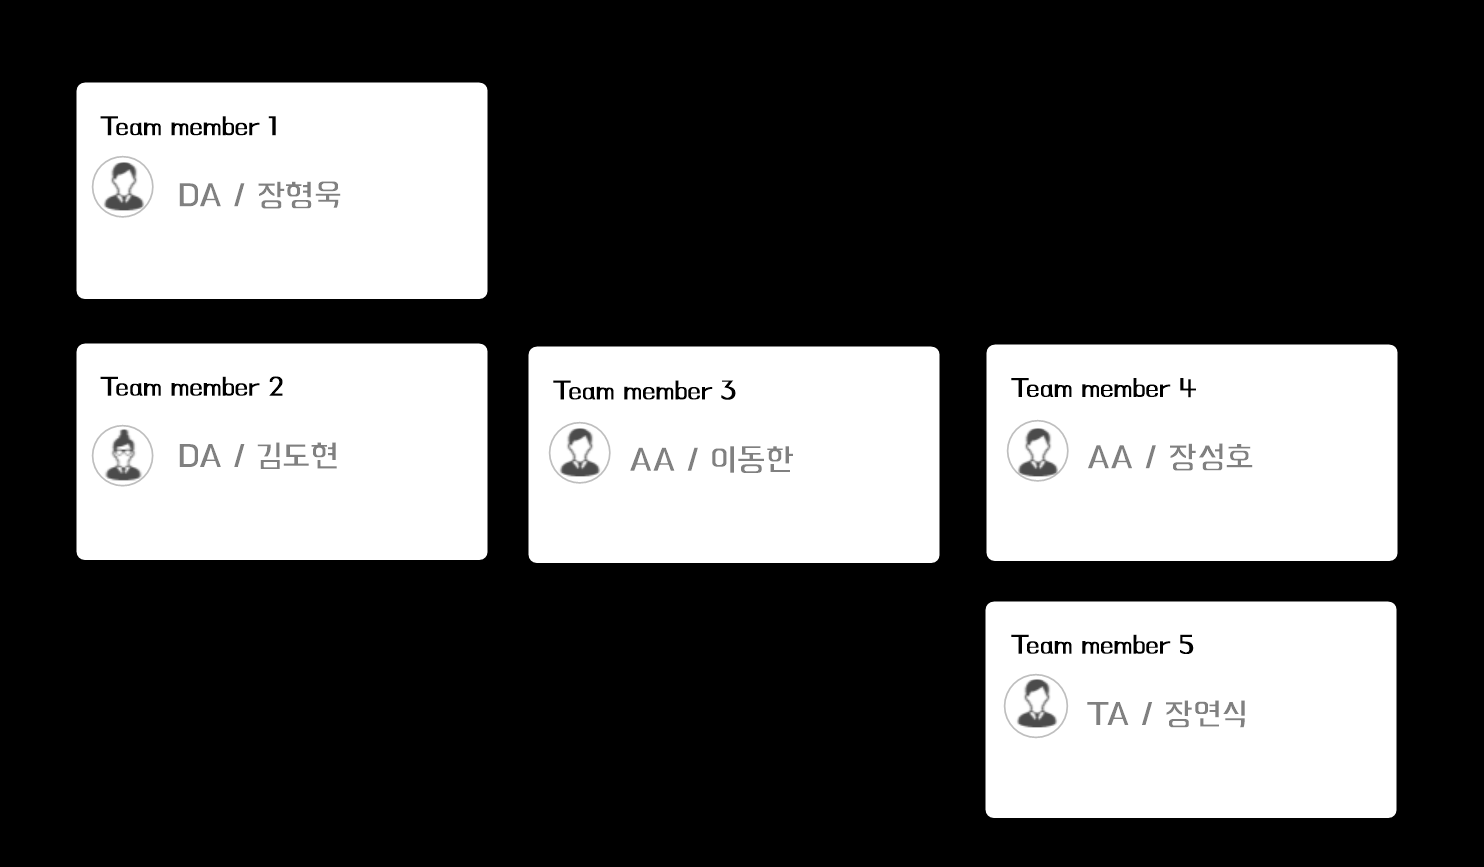 Team member 1
DA / 장형욱
Team member 2
DA / 김도현
Team member 3
AA / 이동한
Team member 4
AA / 장성호
Team member 5
TA / 장연식